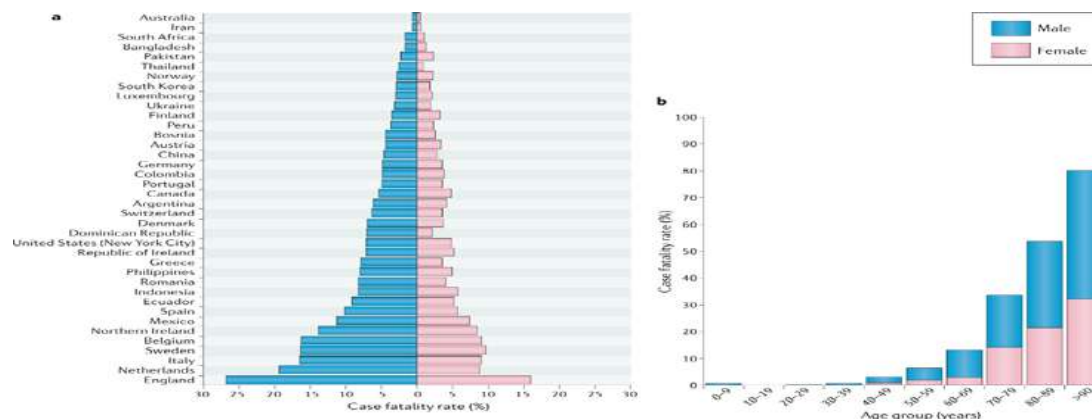 a
Australia
Iran
South Africa
Bangladesh
Pakistan
Thailand
Norway
South Korea
Luxembourg
Ukraine
Finland
Peru
Bosnia
Austria
China
Germany
Colombia
Portugal
Canada
Argentina
Switzerland
Denmark
Dominican Republic
United States (New York City)
Republic of Ireland
Greece
Philippines
Romania
Indonesia
Ecuador
Spain
Mexico
Northern Ireland
Belgium
Sweden
Italy
Netherlands
England
30 25 20 15 10 5 0 5 10 15 20 25 30
Case fatality rate (%)
Male
Female
b
100
90
80
70
60
50
40
30
20
10
0
Case fatality rate (%)
0–9 10–19 20–29 30–39 40–49 50–59 60–69 70–79 80–89
Age group (years)